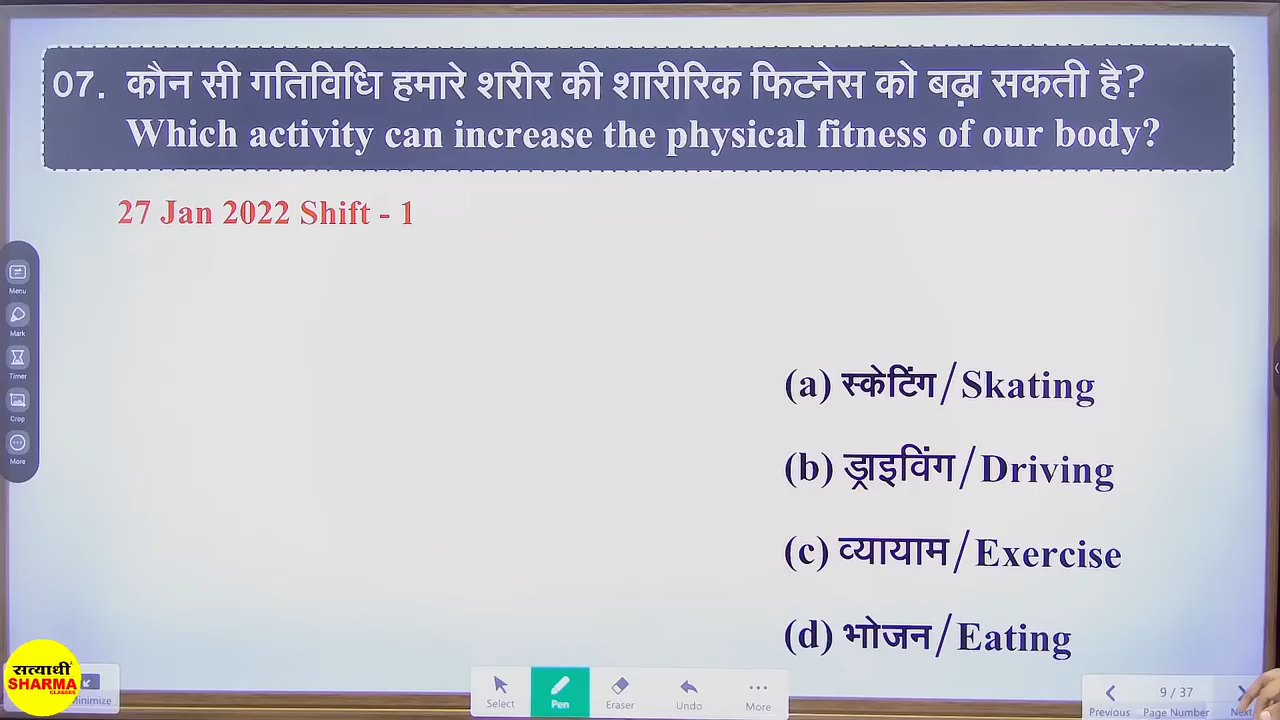 07. कौन सी गतिविधि हमारे शरीर की शारीरिक फिटनेस को बढ़ा सकती है?
Which activity can increase the physical fitness of our body?
27 Jan 2022 Shift - 1
(a) स्केटिंग/Skating
(b) ड्राइविंग/Driving
(c) व्यायाम/Exercise
(d) भोजन/Eating
Menu
Mark
Timer
Crop
More
सत्यार्थी
SHARMA
CLASSES
Minimize
Select
Pen
Eraser
Undo
More
9 / 37
Previous
Page Number
Next